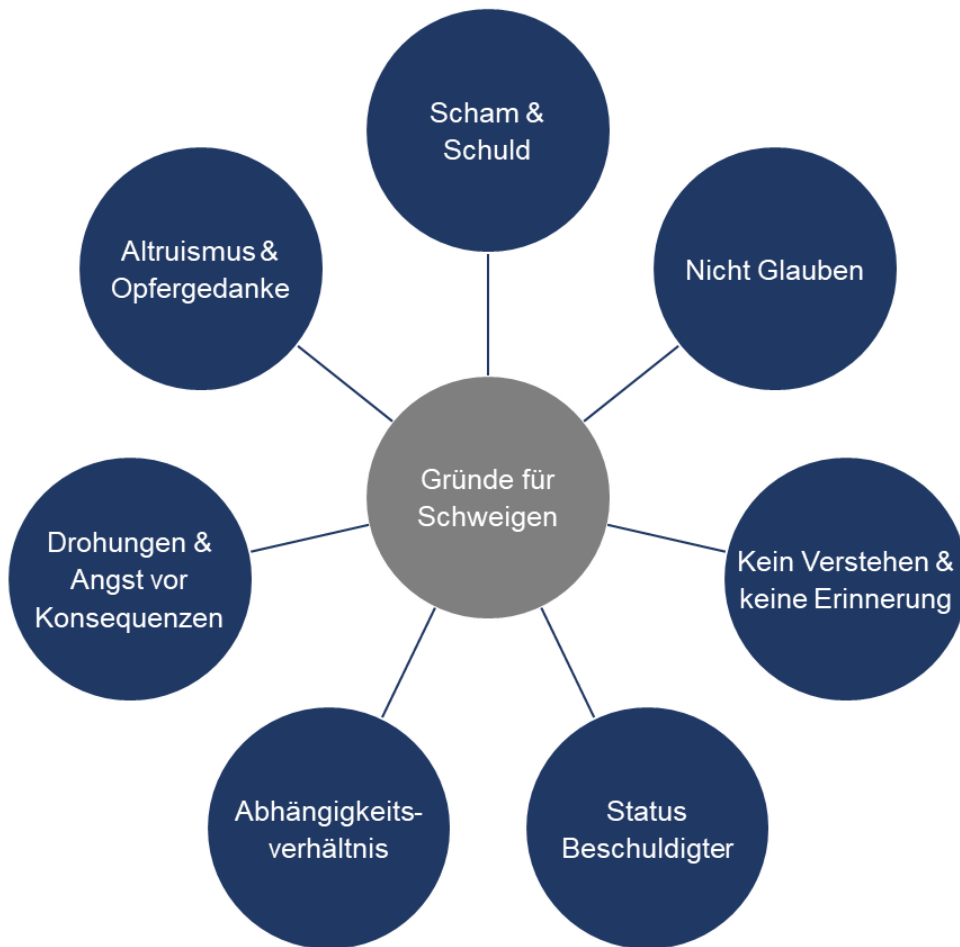 Scham &
Schuld
Nicht Glauben
Kein Verstehen &
keine Erinnerung
Status
Beschuldigter
Abhängigkeits-
verhältnis
Drohungen &
Angst vor
Konsequenzen
Altruismus &
Opfergedanke
Gründe für
Schweigen